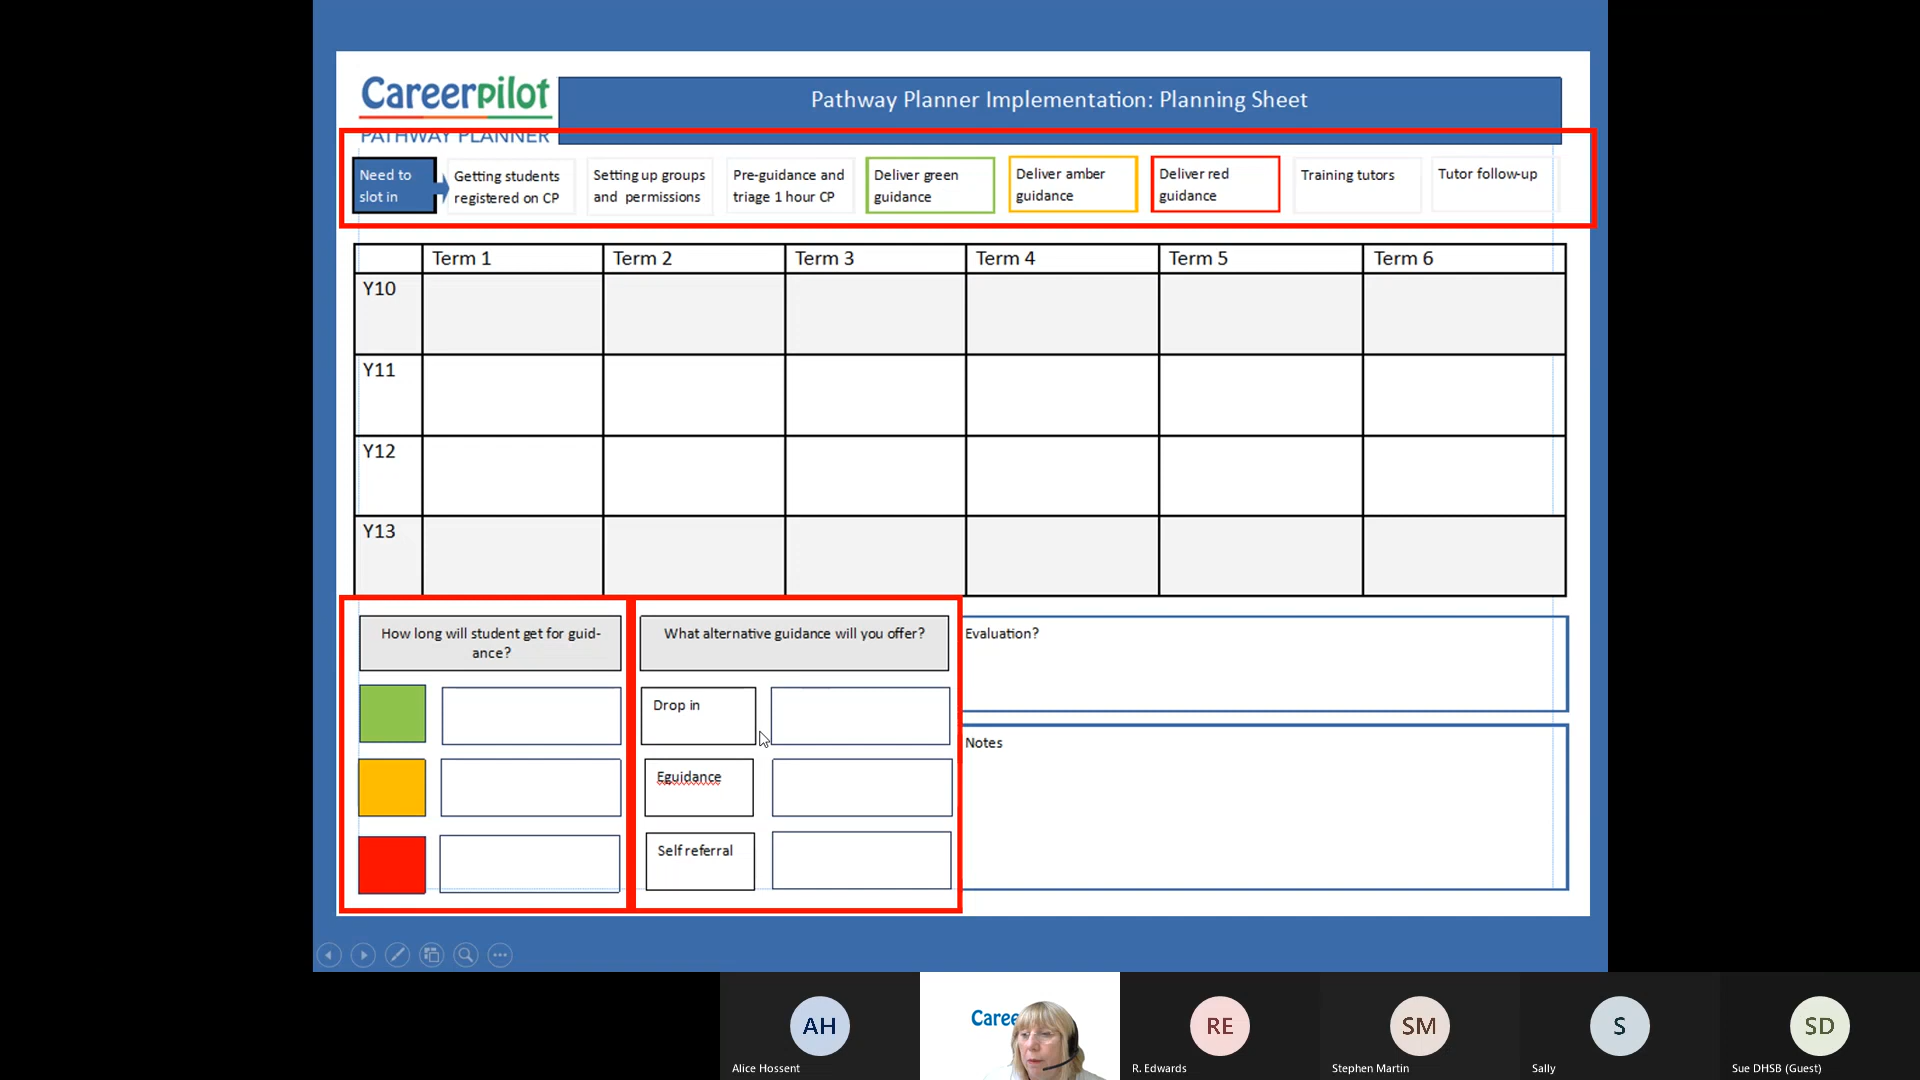 Careerpilot
PATHWAY PLANNER
Pathway Planner Implementation: Planning Sheet
Need to
slot in
Getting students
registered on CP
Setting up groups
and permissions
Pre-guidance and
triage 1 hour CP
Deliver green
guidance
Deliver amber
guidance
Deliver red
guidance
Training tutors
Tutor follow-up
Term 1
Term 2
Term 3
Term 4
Term 5
Term 6
Y10
Y11
Y12
Y13
How long will student get for guid-
ance?
What alternative guidance will you offer?
Drop in
Eguidance
Self referral
Evaluation?
Notes
AH
Alice Hossent
Caree
RE
R. Edwards
SM
Stephen Martin
S
Sally
SD
Sue DHSB (Guest)